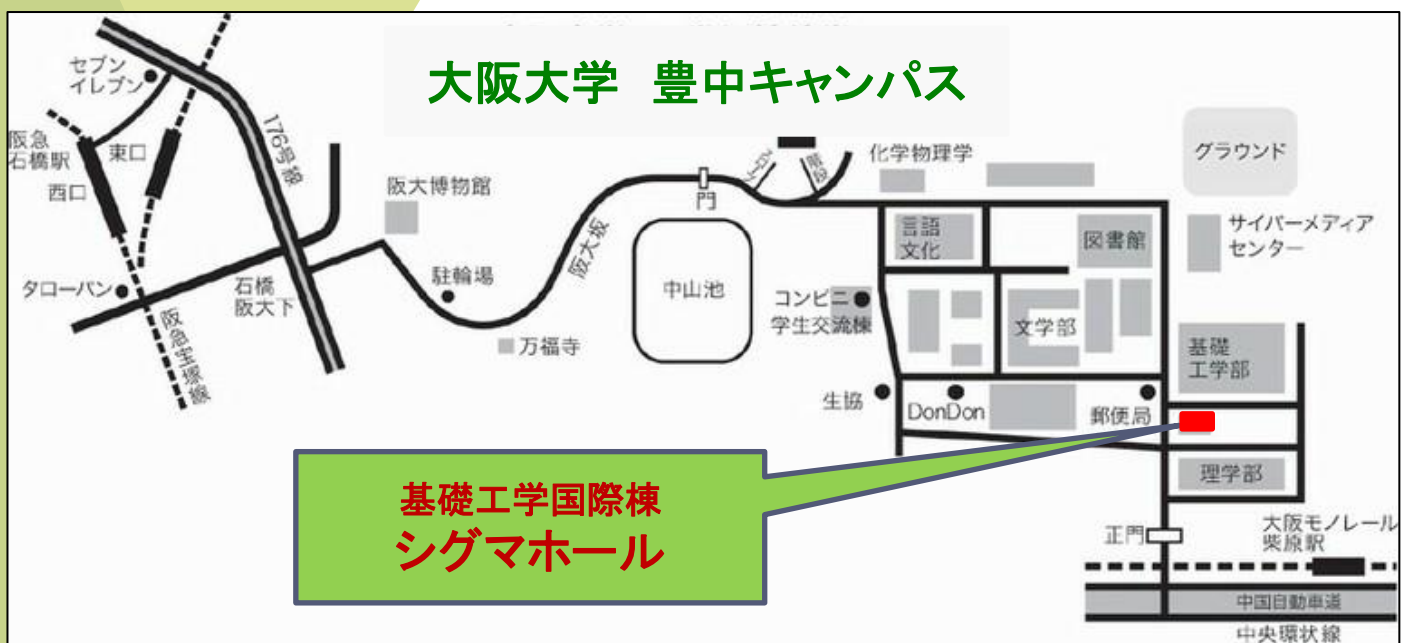 大阪大学 豊中キャンパス
セブン
イレブン
阪急
石橋駅
東口
西口
176号線
阪大博物館
門
化学物理学
グラウンド
言語
文化
図書館
サイバーメディア
センター
タローパン
石橋
阪大下
駐輪場
阪大坂
中山池
コンビニ
学生交流棟
文学部
基礎
工学部
阪急宝塚線
万福寺
生協
DonDon
郵便局
基礎工学国際棟
シグマホール
理学部
正門
大阪モノレール
柴原駅
中国自動車道
中央環状線